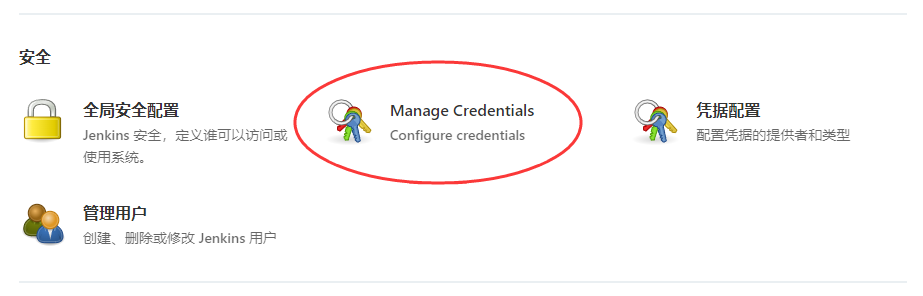 安全
全局安全配置
Jenkins 安全，定义谁可以访问或
使用系统。
Manage Credentials
Configure credentials
凭据配置
配置凭据的提供者和类型
管理用户
创建、删除或修改 Jenkins 用户